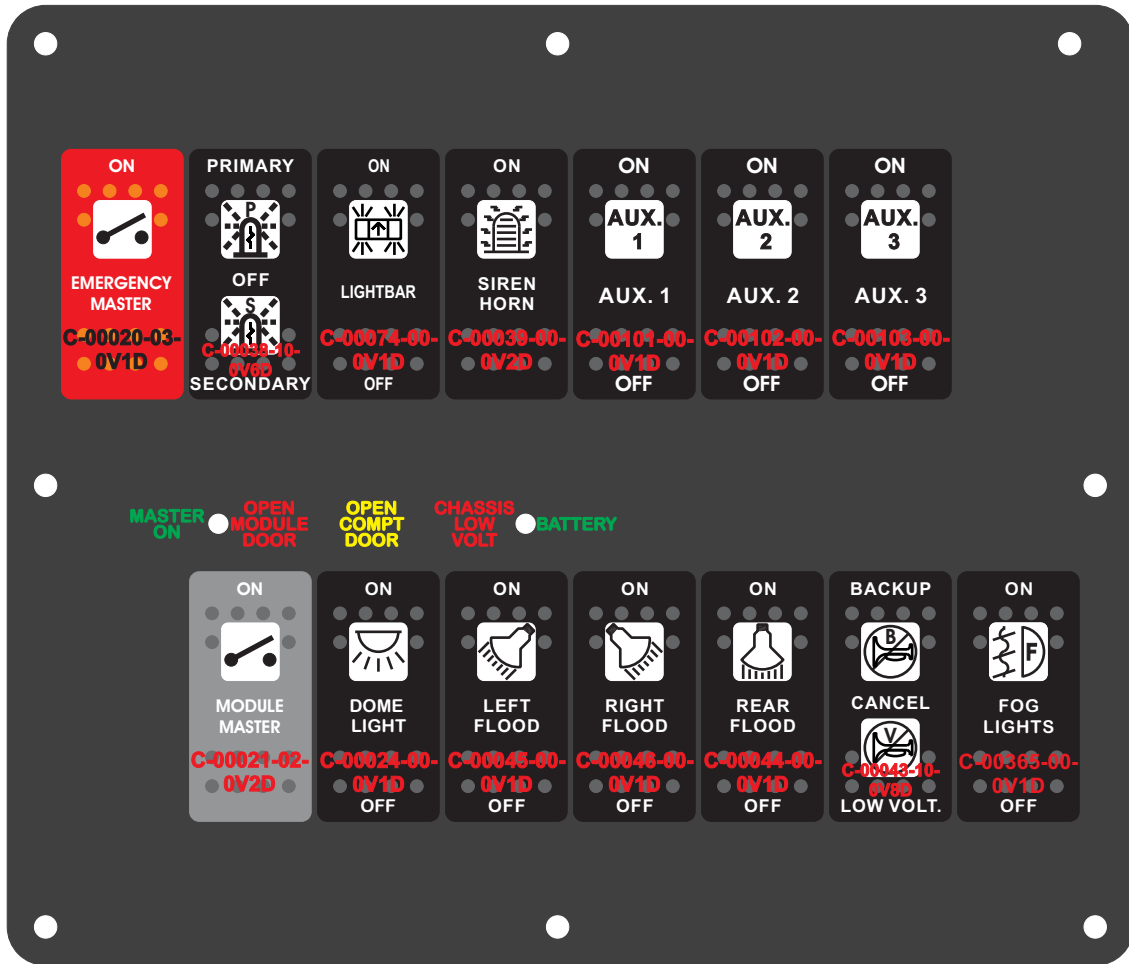 ON
EMERGENCY
MASTER
C-00020-03-
0V1D
PRIMARY
P
OFF
S
C-00038-10-
0V6D
SECONDARY
ON
LIGHTBAR
C-00074-00-
0V1D
OFF
ON
SIREN
HORN
C-00039-00-
0V2D
ON
AUX.
1
AUX. 1
C-00101-00-
0V1D
OFF
ON
AUX.
2
AUX. 2
C-00102-00-
0V1D
OFF
ON
AUX.
3
AUX. 3
C-00103-00-
0V1D
OFF
MASTER
ON
OPEN
MODULE
DOOR
OPEN
COMPT
DOOR
CHASSIS
LOW
VOLT
BATTERY
ON
MODULE
MASTER
C-00021-02-
0V2D
ON
DOME
LIGHT
C-00024-00-
0V1D
OFF
ON
LEFT
FLOOD
C-00045-00-
0V1D
OFF
ON
RIGHT
FLOOD
C-00046-00-
0V1D
OFF
ON
REAR
FLOOD
C-00044-00-
0V1D
OFF
BACKUP
B
CANCEL
V
C-00043-10-
0V8D
LOW VOLT.
ON
F
FOG
LIGHTS
C-00365-00-
0V1D
OFF